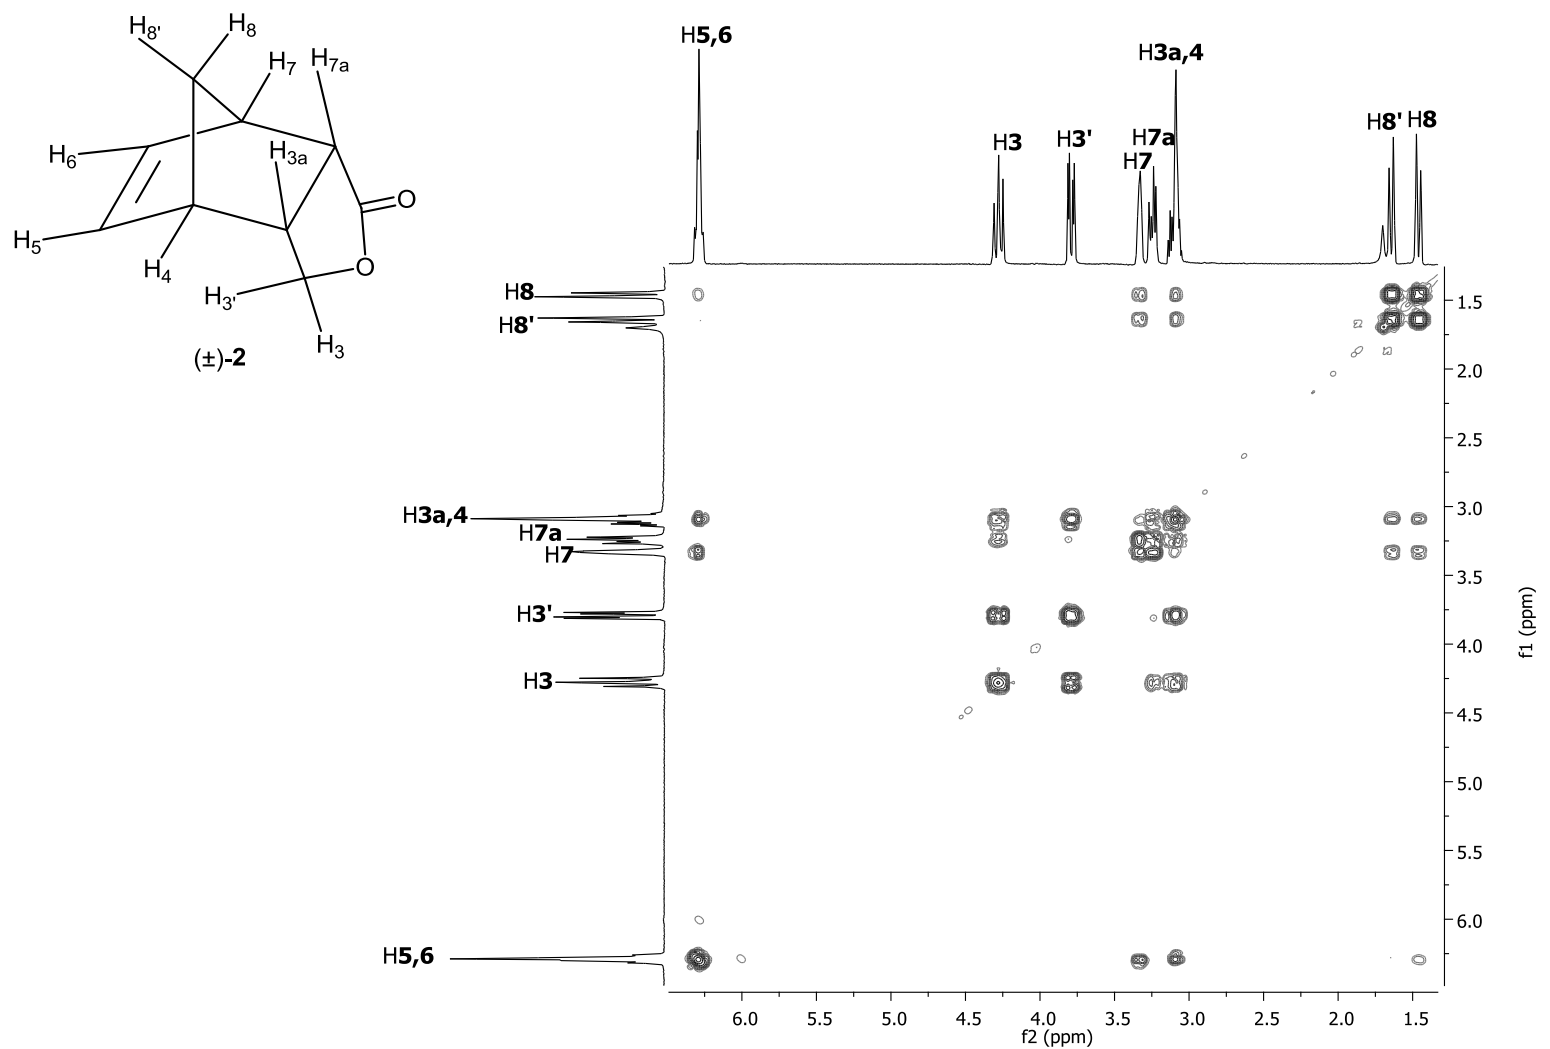 H8'
H8
H7
H7a
H6
H3a
O
H5
H4
O
H3'
H3
(±)-2
H5,6
H3a,4
H3
H3'
H7a
H7
H8'
H8
H8
H8'
H3a,4
H7a
H7
H3'
H3
H5,6
1.5
2.0
2.5
3.0
3.5
4.0
4.5
5.0
5.5
6.0
f1 (ppm)
6.0 5.5 5.0 4.5 4.0 3.5 3.0 2.5 2.0 1.5
f2 (ppm)